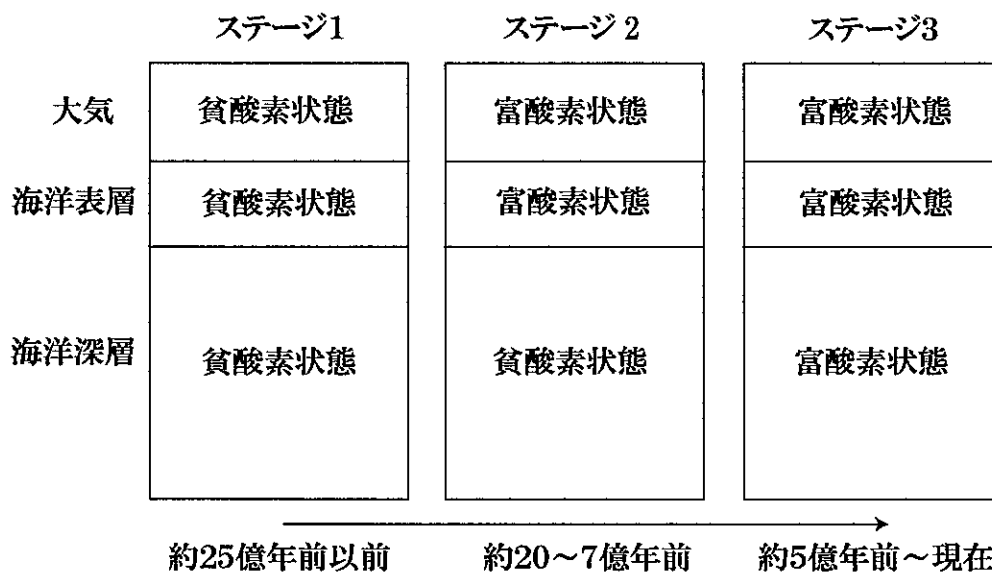 ステージ1 ステージ2 ステージ3
大気 貧酸素状態 富酸素状態 富酸素状態
海洋表層 貧酸素状態 富酸素状態 富酸素状態
海洋深層 貧酸素状態 貧酸素状態 富酸素状態
約25億年前以前 約20～7億年前 約5億年前～現在